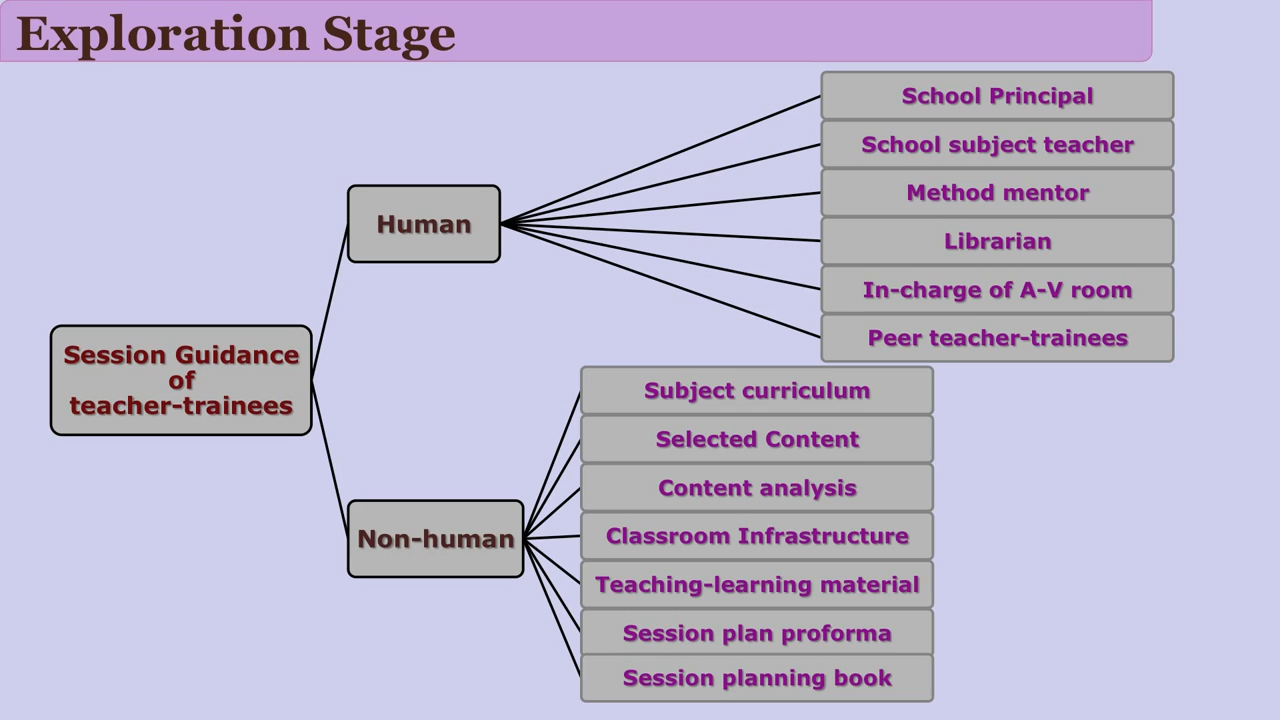 Exploration Stage
Session Guidance
of
teacher-trainees
Human
School Principal
School subject teacher
Method mentor
Librarian
In-charge of A-V room
Peer teacher-trainees
Non-human
Subject curriculum
Selected Content
Content analysis
Classroom Infrastructure
Teaching-learning material
Session plan proforma
Session planning book